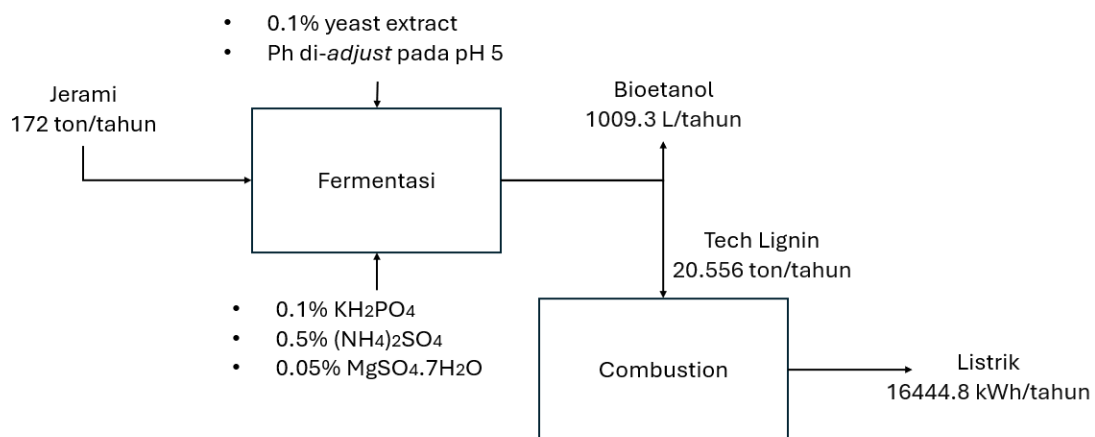 • 0.1% yeast extract
• Ph di-adjust pada pH 5
Jerami
172 ton/tahun
Fermentasi
Bioetanol
1009.3 L/tahun
Tech Lignin
20.556 ton/tahun
• 0.1% KH2PO4
• 0.5% (NH4)2SO4
• 0.05% MgSO4.7H2O
Combustion
Listrik
16444.8 kWh/tahun